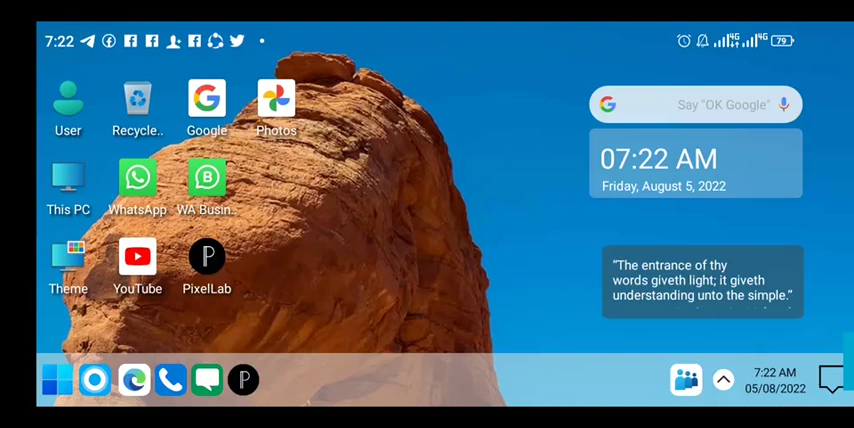 7:22
4G
4G
79
User
Recycle..
Google
Photos
Say "OK Google"
07:22 AM
Friday, August 5, 2022
This PC
WhatsApp
WA Busin..
"The entrance of thy
words giveth light; it giveth
understanding unto the simple."
Theme
YouTube
PixelLab
7:22 AM
05/08/2022